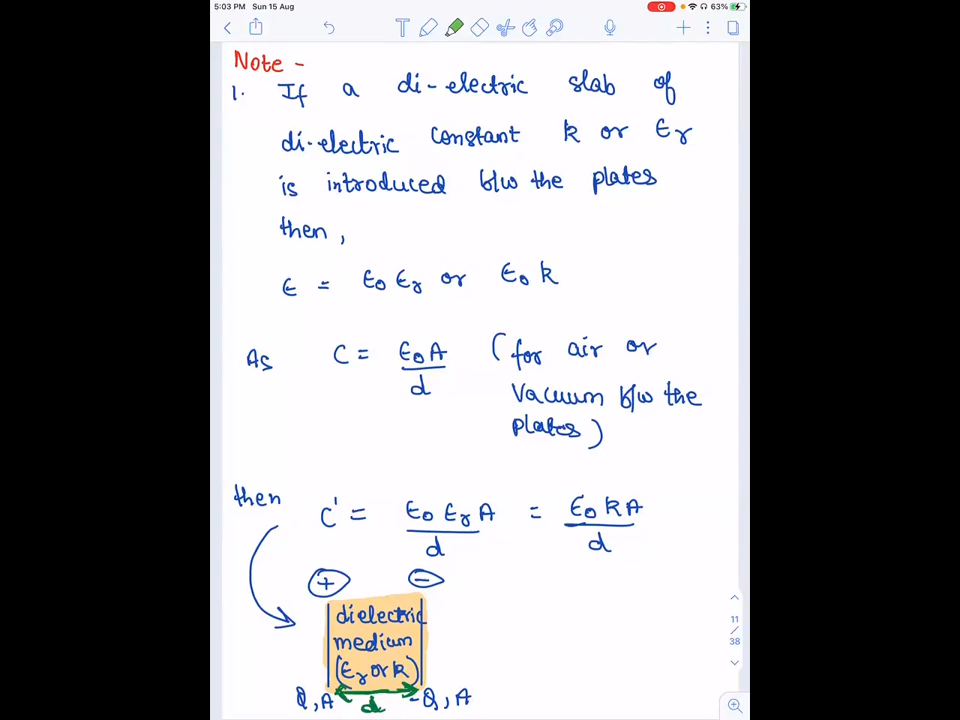 5:03 PM Sun 15 Aug 63%
Note -
1. If a di-electric slab of
di-electric constant k or ϵr
is introduced b/w the plates
then,
ϵ = ϵ0 ϵr or ϵ0 k
As C = ϵ0 A / d (for air or
vacuum b/w the
plates)
then C' = ϵ0 ϵr A / d = ϵ0 k A / d
+ -
dielectric
medium
(ϵr or k)
Q, A d -Q, A
11
/
38